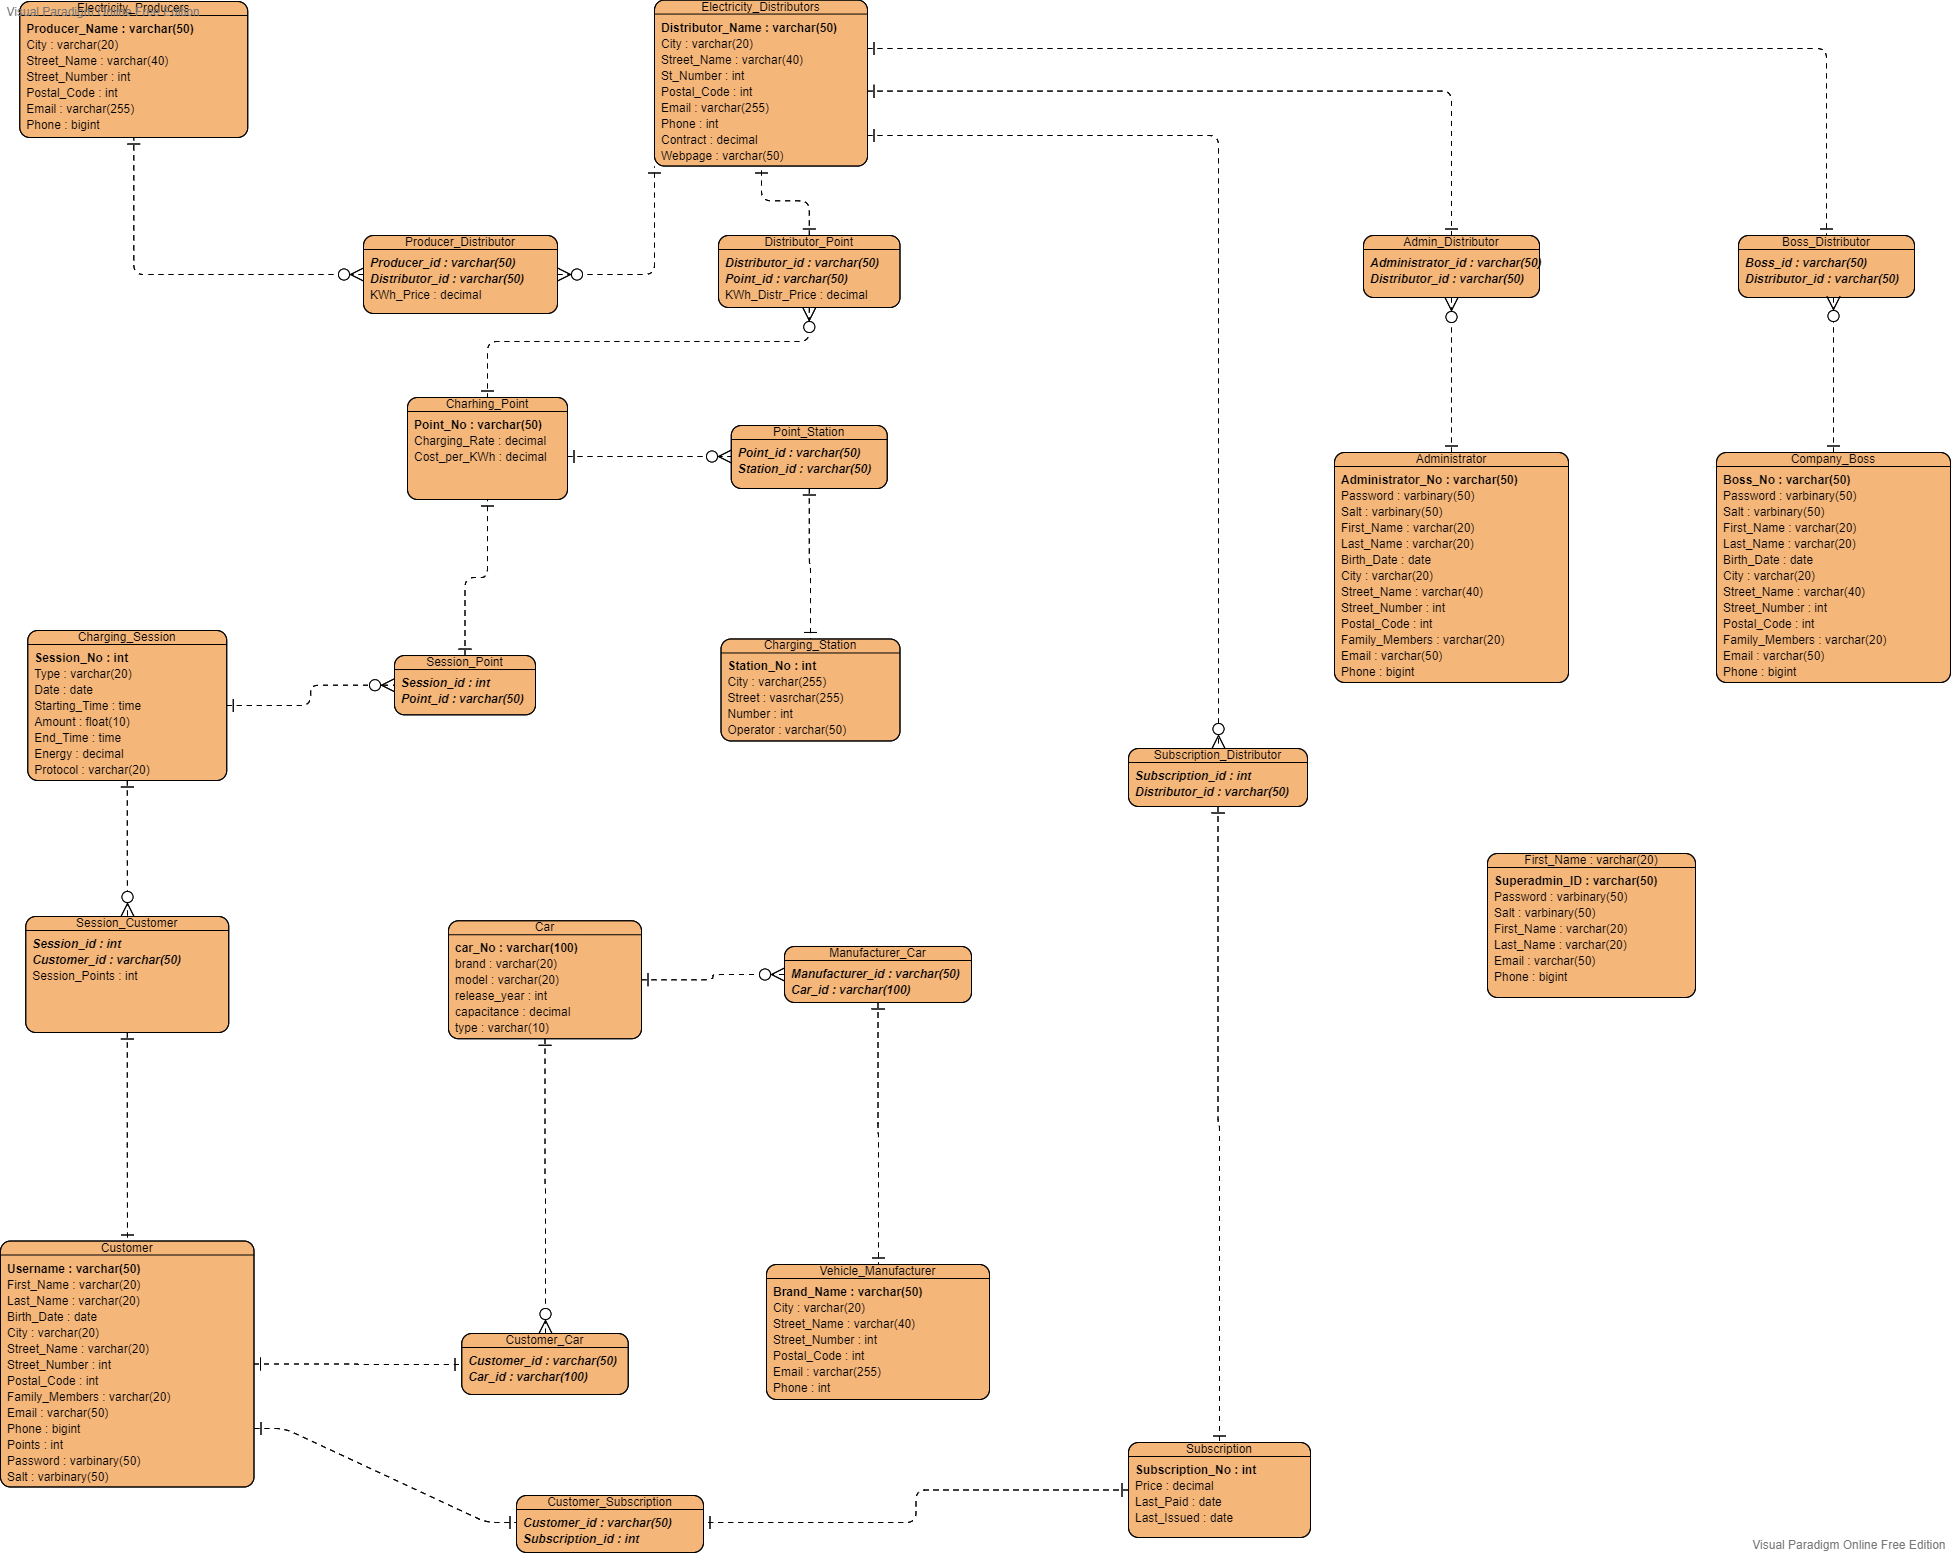 Visual Paradigm Online Free Edition
Electricity_Producers
Producer_Name : varchar(50)
City : varchar(20)
Street_Name : varchar(40)
Street_Number : int
Postal_Code : int
Email : varchar(255)
Phone : bigint
Electricity_Distributors
Distributor_Name : varchar(50)
City : varchar(20)
Street_Name : varchar(40)
St_Number : int
Postal_Code : int
Email : varchar(255)
Phone : int
Contract : decimal
Webpage : varchar(50)
Producer_Distributor
Producer_id : varchar(50)
Distributor_id : varchar(50)
KWh_Price : decimal
Distributor_Point
Distributor_id : varchar(50)
Point_id : varchar(50)
KWh_Distr_Price : decimal
Admin_Distributor
Administrator_id : varchar(50)
Distributor_id : varchar(50)
Boss_Distributor
Boss_id : varchar(50)
Distributor_id : varchar(50)
Charhing_Point
Point_No : varchar(50)
Charging_Rate : decimal
Cost_per_KWh : decimal
Point_Station
Point_id : varchar(50)
Station_id : varchar(50)
Administrator
Administrator_No : varchar(50)
Password : varbinary(50)
Salt : varbinary(50)
First_Name : varchar(20)
Last_Name : varchar(20)
Birth_Date : date
City : varchar(20)
Street_Name : varchar(40)
Street_Number : int
Postal_Code : int
Family_Members : varchar(20)
Email : varchar(50)
Phone : bigint
Company_Boss
Boss_No : varchar(50)
Password : varbinary(50)
Salt : varbinary(50)
First_Name : varchar(20)
Last_Name : varchar(20)
Birth_Date : date
City : varchar(20)
Street_Name : varchar(40)
Street_Number : int
Postal_Code : int
Family_Members : varchar(20)
Email : varchar(50)
Phone : bigint
Charging_Session
Session_No : int
Type : varchar(20)
Date : date
Starting_Time : time
Amount : float(10)
End_Time : time
Energy : decimal
Protocol : varchar(20)
Session_Point
Session_id : int
Point_id : varchar(50)
Charging_Station
Station_No : int
City : varchar(255)
Street : vasrchar(255)
Number : int
Operator : varchar(50)
Subscription_Distributor
Subscription_id : int
Distributor_id : varchar(50)
First_Name : varchar(20)
Superadmin_ID : varchar(50)
Password : varbinary(50)
Salt : varbinary(50)
First_Name : varchar(20)
Last_Name : varchar(20)
Email : varchar(50)
Phone : bigint
Session_Customer
Session_id : int
Customer_id : varchar(50)
Session_Points : int
Car
car_No : varchar(100)
brand : varchar(20)
model : varchar(20)
release_year : int
capacitance : decimal
type : varchar(10)
Manufacturer_Car
Manufacturer_id : varchar(50)
Car_id : varchar(100)
Customer
Username : varchar(50)
First_Name : varchar(20)
Last_Name : varchar(20)
Birth_Date : date
City : varchar(20)
Street_Name : varchar(20)
Street_Number : int
Postal_Code : int
Family_Members : varchar(20)
Email : varchar(50)
Phone : bigint
Points : int
Password : varbinary(50)
Salt : varbinary(50)
Customer_Car
Customer_id : varchar(50)
Car_id : varchar(100)
Vehicle_Manufacturer
Brand_Name : varchar(50)
City : varchar(20)
Street_Name : varchar(40)
Street_Number : int
Postal_Code : int
Email : varchar(255)
Phone : int
Customer_Subscription
Customer_id : varchar(50)
Subscription_id : int
Subscription
Subscription_No : int
Price : decimal
Last_Paid : date
Last_Issued : date
Visual Paradigm Online Free Edition